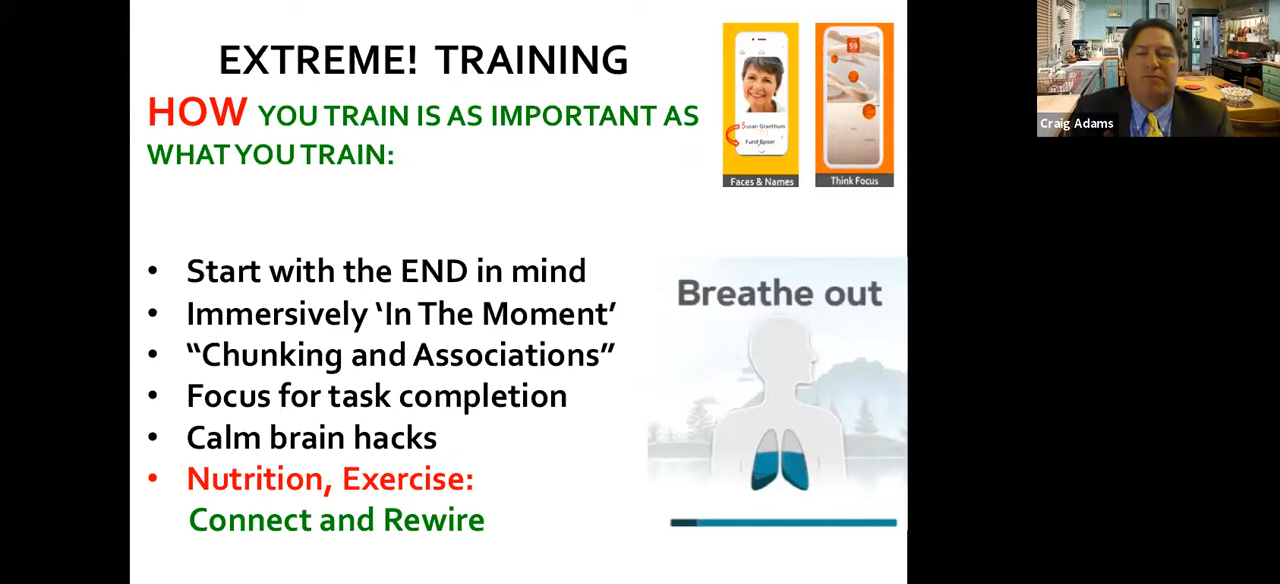 EXTREME! TRAINING
HOW YOU TRAIN IS AS IMPORTANT AS
WHAT YOU TRAIN:
Susan Granthum
Fund Raiser
Faces & Names
59
Think Focus
Craig Adams
• Start with the END in mind
• Immersively ‘In The Moment’
• “Chunking and Associations”
• Focus for task completion
• Calm brain hacks
• Nutrition, Exercise:
Connect and Rewire
Breathe out